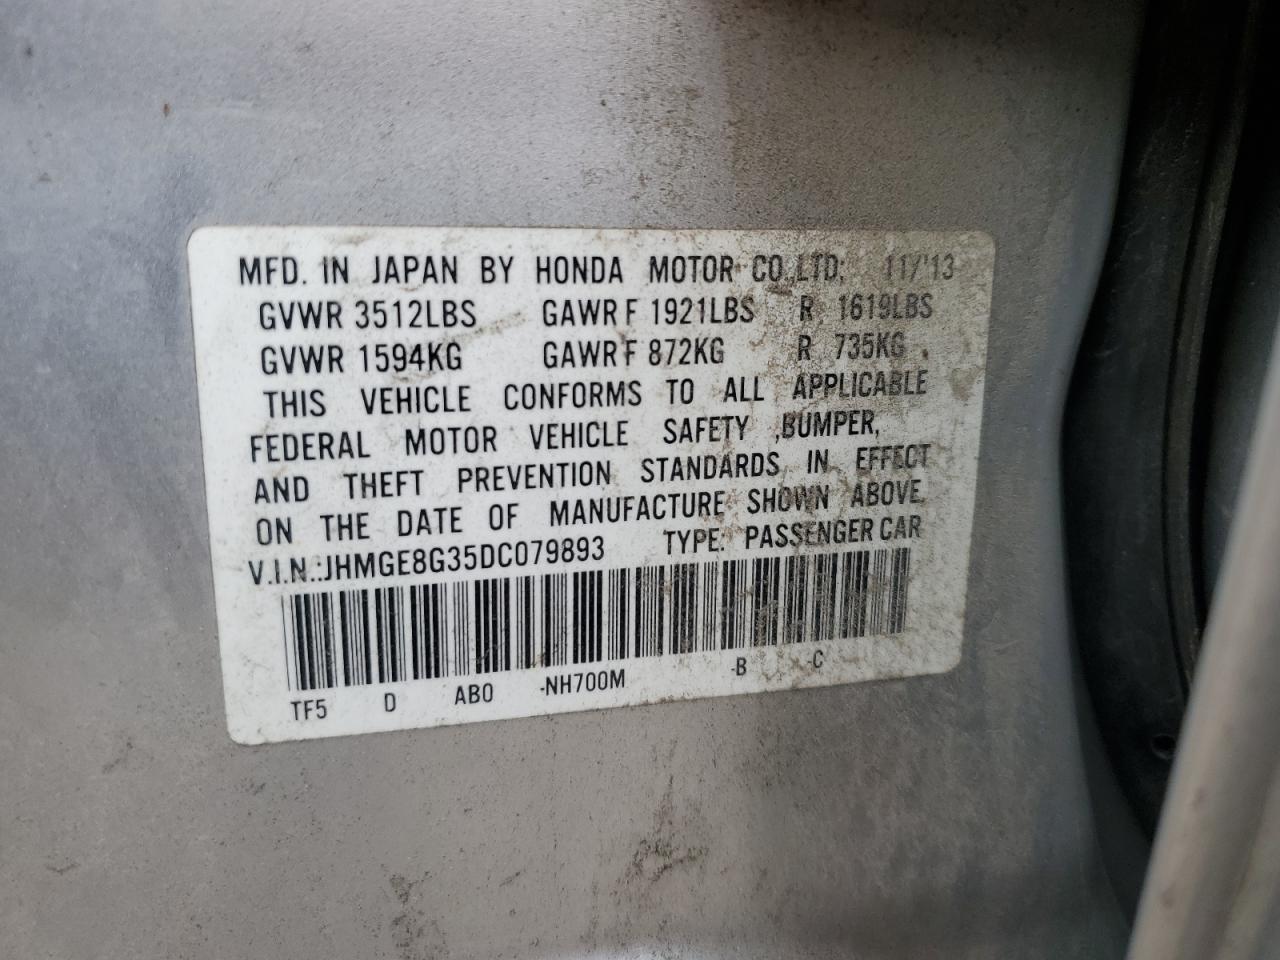 MFD. IN JAPAN BY HONDA MOTOR CO.,LTD. 11/'13
GVWR 3512LBS GAWR F 1921LBS R 1619LBS
GVWR 1594KG GAWR F 872KG R 735KG
THIS VEHICLE CONFORMS TO ALL APPLICABLE
FEDERAL MOTOR VEHICLE SAFETY ,BUMPER,
AND THEFT PREVENTION STANDARDS IN EFFECT
ON THE DATE OF MANUFACTURE SHOWN ABOVE.
V.I.N.:JHMGE8G35DC079893 TYPE: PASSENGER CAR
TF5 D AB0 -NH700M -B -C